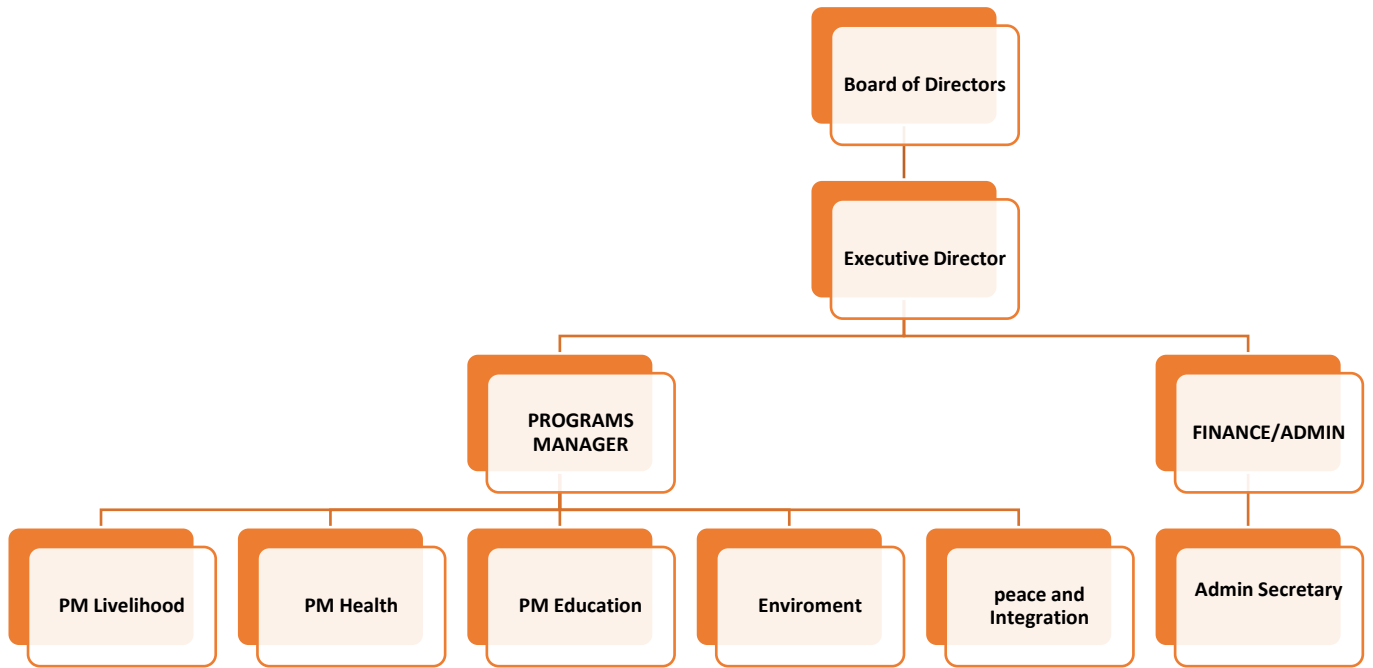 Board of Directors
Executive Director
PROGRAMS
MANAGER
FINANCE/ADMIN
PM Livelihood
PM Health
PM Education
Enviroment
peace and
Integration
Admin Secretary